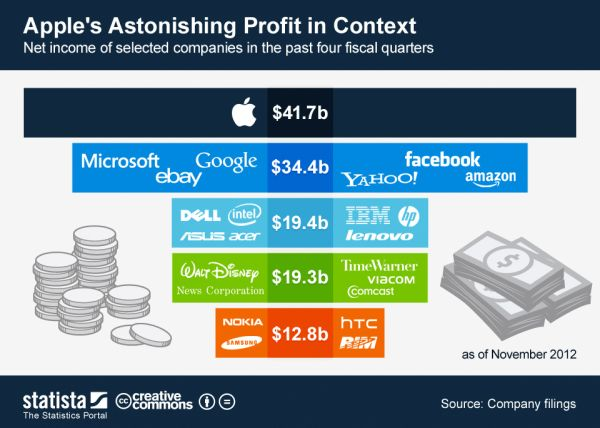 Apple's Astonishing Profit in Context
Net income of selected companies in the past four fiscal quarters
$41.7b
Microsoft Google ebay
$34.4b
facebook YAHOO! amazon
DELL intel
ASUS acer
$19.4b
IBM hp
lenovo
WALT DISNEY
News Corporation
$19.3b
TimeWarner
VIACOM
Comcast
NOKIA
SAMSUNG
$12.8b
hTC
RIM
as of November 2012
statista
The Statistics Portal
cc creative commons
Source: Company filings